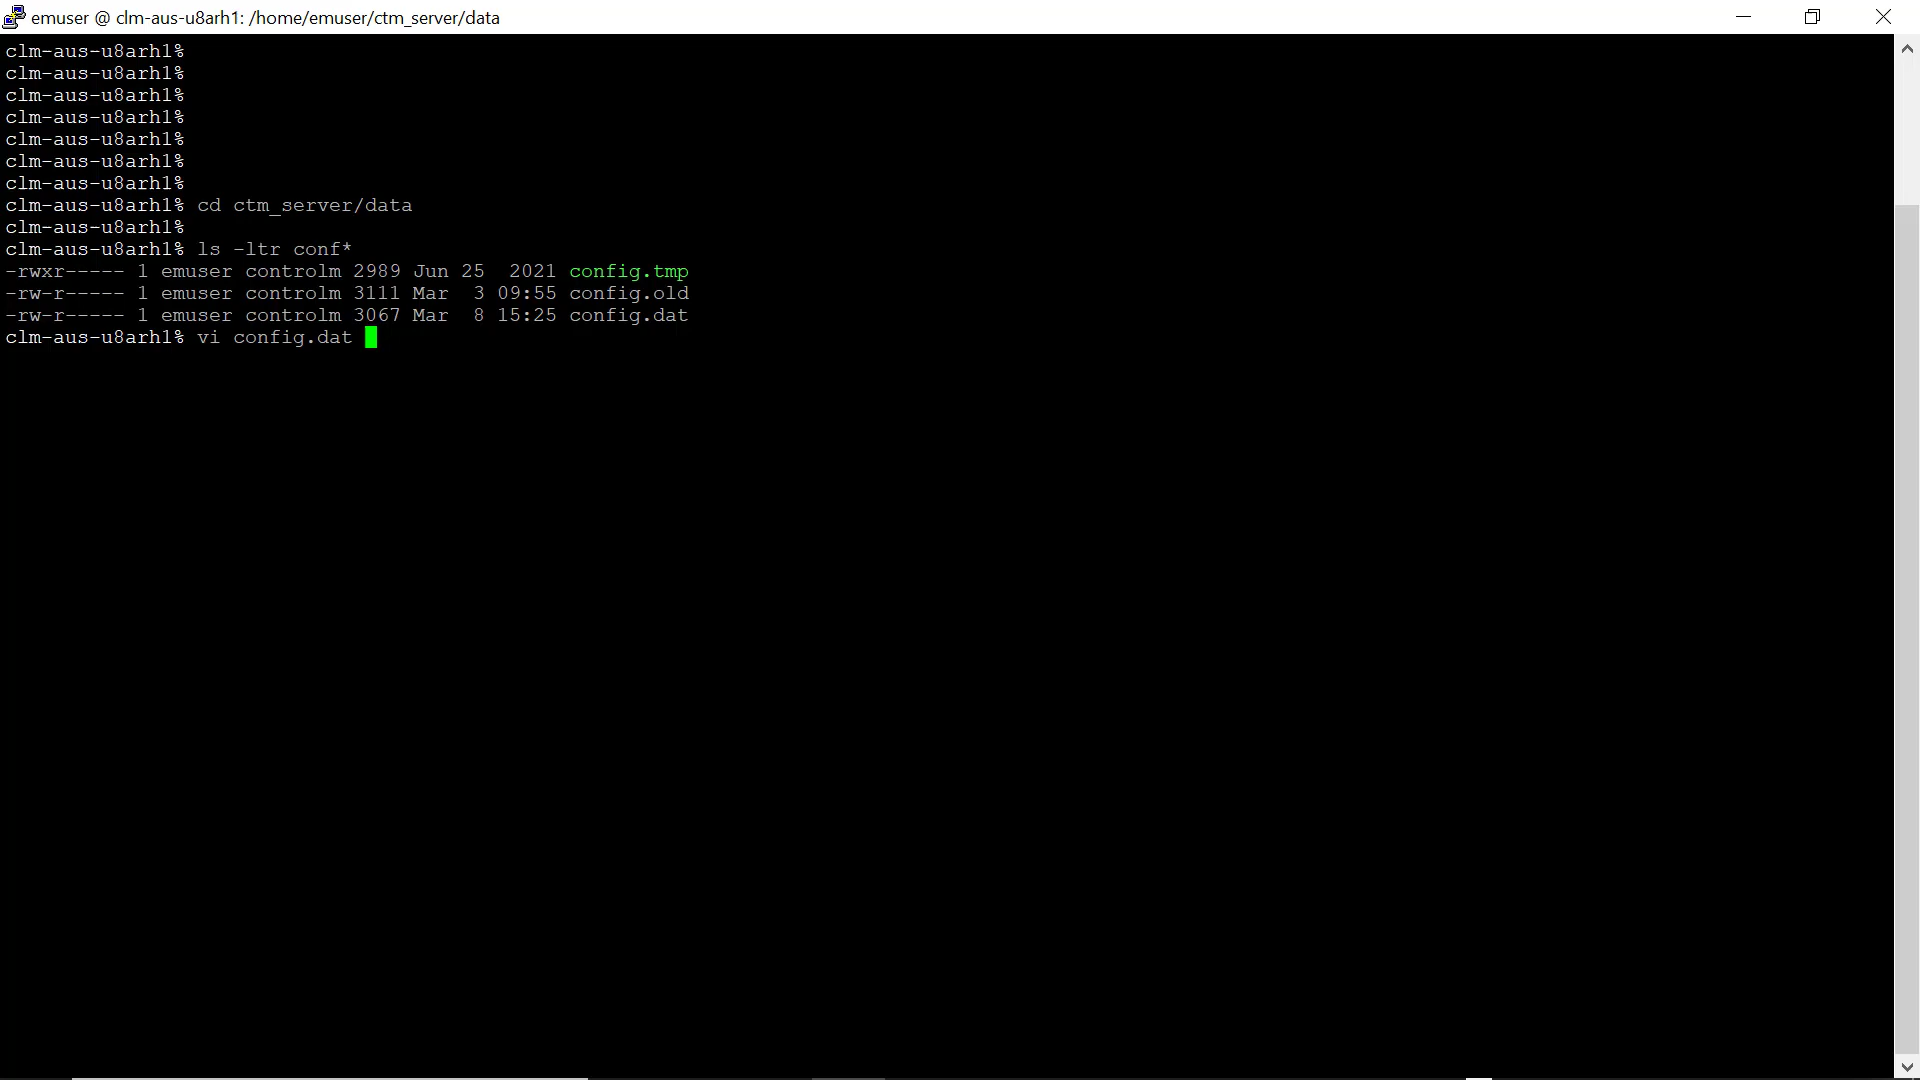 emuser @ clm-aus-u8arh1: /home/emuser/ctm_server/data
clm-aus-u8arh1%
clm-aus-u8arh1%
clm-aus-u8arh1%
clm-aus-u8arh1%
clm-aus-u8arh1%
clm-aus-u8arh1%
clm-aus-u8arh1%
clm-aus-u8arh1% cd ctm_server/data
clm-aus-u8arh1%
clm-aus-u8arh1% ls -ltr conf*
-rwxr----- 1 emuser controlm 2989 Jun 25  2021 config.tmp
-rw-r----- 1 emuser controlm 3111 Mar  3 09:55 config.old
-rw-r----- 1 emuser controlm 3067 Mar  8 15:25 config.dat
clm-aus-u8arh1% vi config.dat